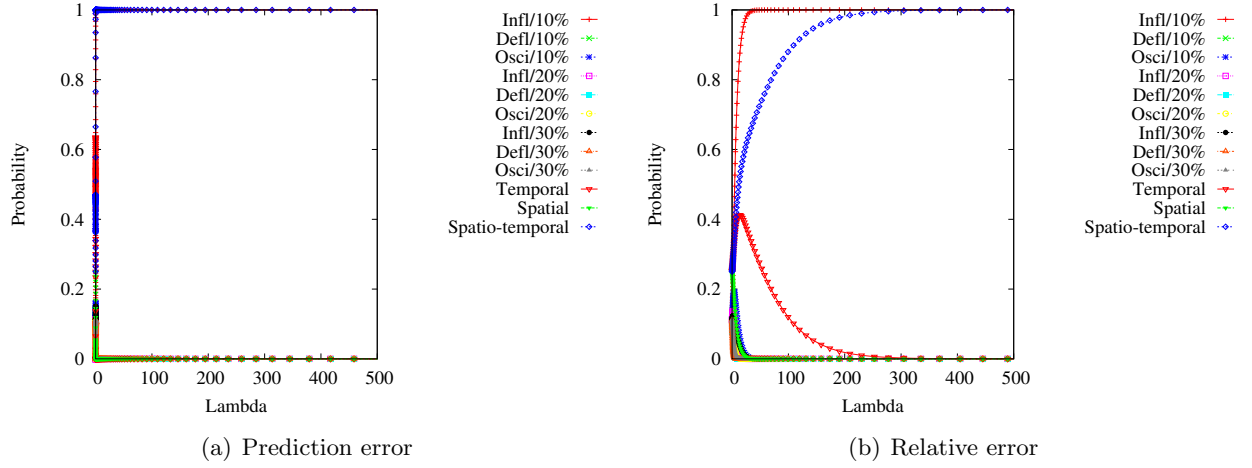 1
0.8
0.6
0.4
0.2
0
Probability
0 100 200 300 400 500
Lambda
Infl/10%
Defl/10%
Osci/10%
Infl/20%
Defl/20%
Osci/20%
Infl/30%
Defl/30%
Osci/30%
Temporal
Spatial
Spatio-temporal
(a) Prediction error
1
0.8
0.6
0.4
0.2
0
Probability
0 100 200 300 400 500
Lambda
Infl/10%
Defl/10%
Osci/10%
Infl/20%
Defl/20%
Osci/20%
Infl/30%
Defl/30%
Osci/30%
Temporal
Spatial
Spatio-temporal
(b) Relative error